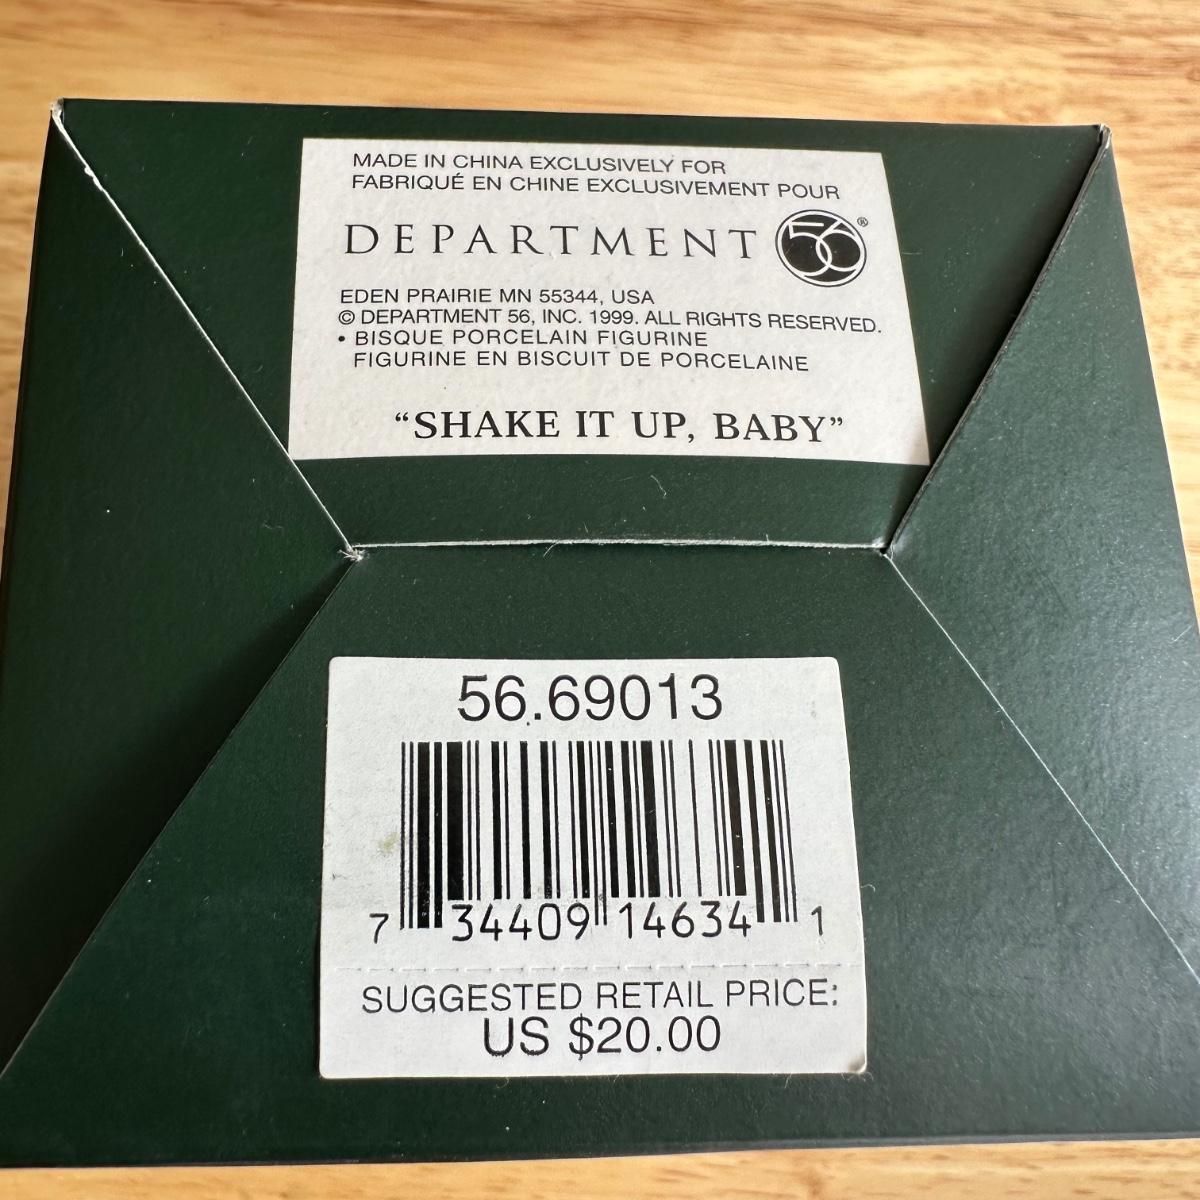 MADE IN CHINA EXCLUSIVELY FOR
FABRIQUÉ EN CHINE EXCLUSIVEMENT POUR
DEPARTMENT 56®
EDEN PRAIRIE MN 55344, USA
© DEPARTMENT 56, INC. 1999. ALL RIGHTS RESERVED.
• BISQUE PORCELAIN FIGURINE
FIGURINE EN BISCUIT DE PORCELAINE
“SHAKE IT UP, BABY”
56.69013
7 34409 14634 1
SUGGESTED RETAIL PRICE:
US $20.00